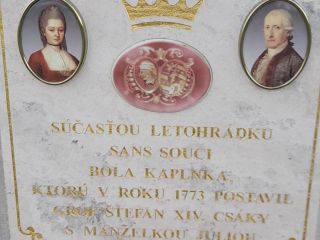 SÚČASŤOU LETOHRÁDKU
SANS SOUCI
BOLA KAPLNKA,
KTORÚ V ROKU 1773 POSTAVIL
GRÓF ŠTEFAN XIV. CSÁKY
S MANŽELKOU JÚLIOU